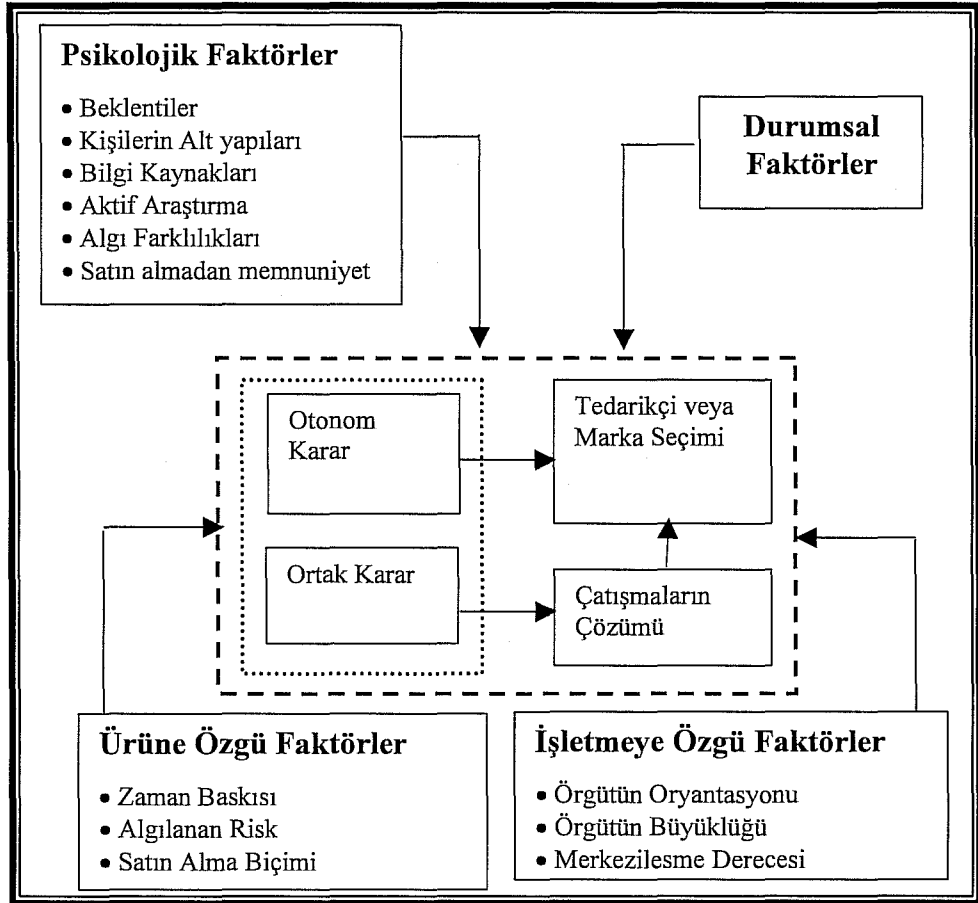 Psikolojik Faktörler
• Beklentiler
• Kişilerin Alt yapıları
• Bilgi Kaynakları
• Aktif Araştırma
• Algı Farklılıkları
• Satın almadan memnuniyet
Durumsal
Faktörler
Otonom
Karar
Tedarikçi veya
Marka Seçimi
Ortak Karar
Çatışmaların
Çözümü
Ürüne Özgü Faktörler
• Zaman Baskısı
• Algılanan Risk
• Satın Alma Biçimi
İşletmeye Özgü Faktörler
• Örgütün Oryantasyonu
• Örgütün Büyüklüğü
• Merkezilesme Derecesi